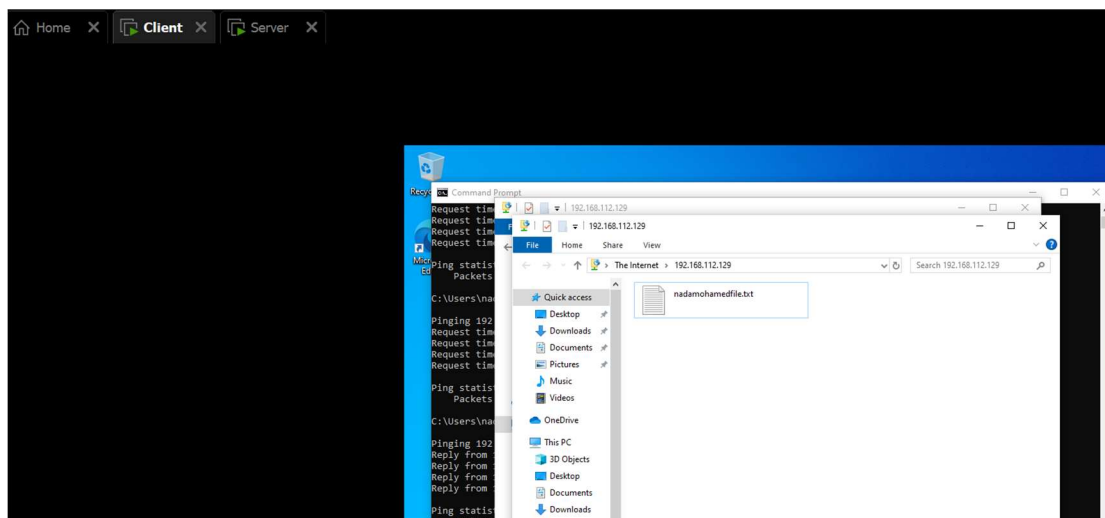 Home
Client
Server
Command Prompt
Request tim
Request tim
Request tim
Request tim
Ping statis
Packets
C:\Users\na
Pinging 192
Request tim
Request tim
Request tim
Request tim
Ping statis
Packets
C:\Users\na
Pinging 192
Reply from
Reply from
Reply from
Reply from
Ping statis
192.168.112.129
192.168.112.129
File Home Share View
The Internet > 192.168.112.129
Search 192.168.112.129
Quick access
Desktop
Downloads
Documents
Pictures
Music
Videos
OneDrive
This PC
3D Objects
Desktop
Documents
Downloads
nadamohamedfile.txt